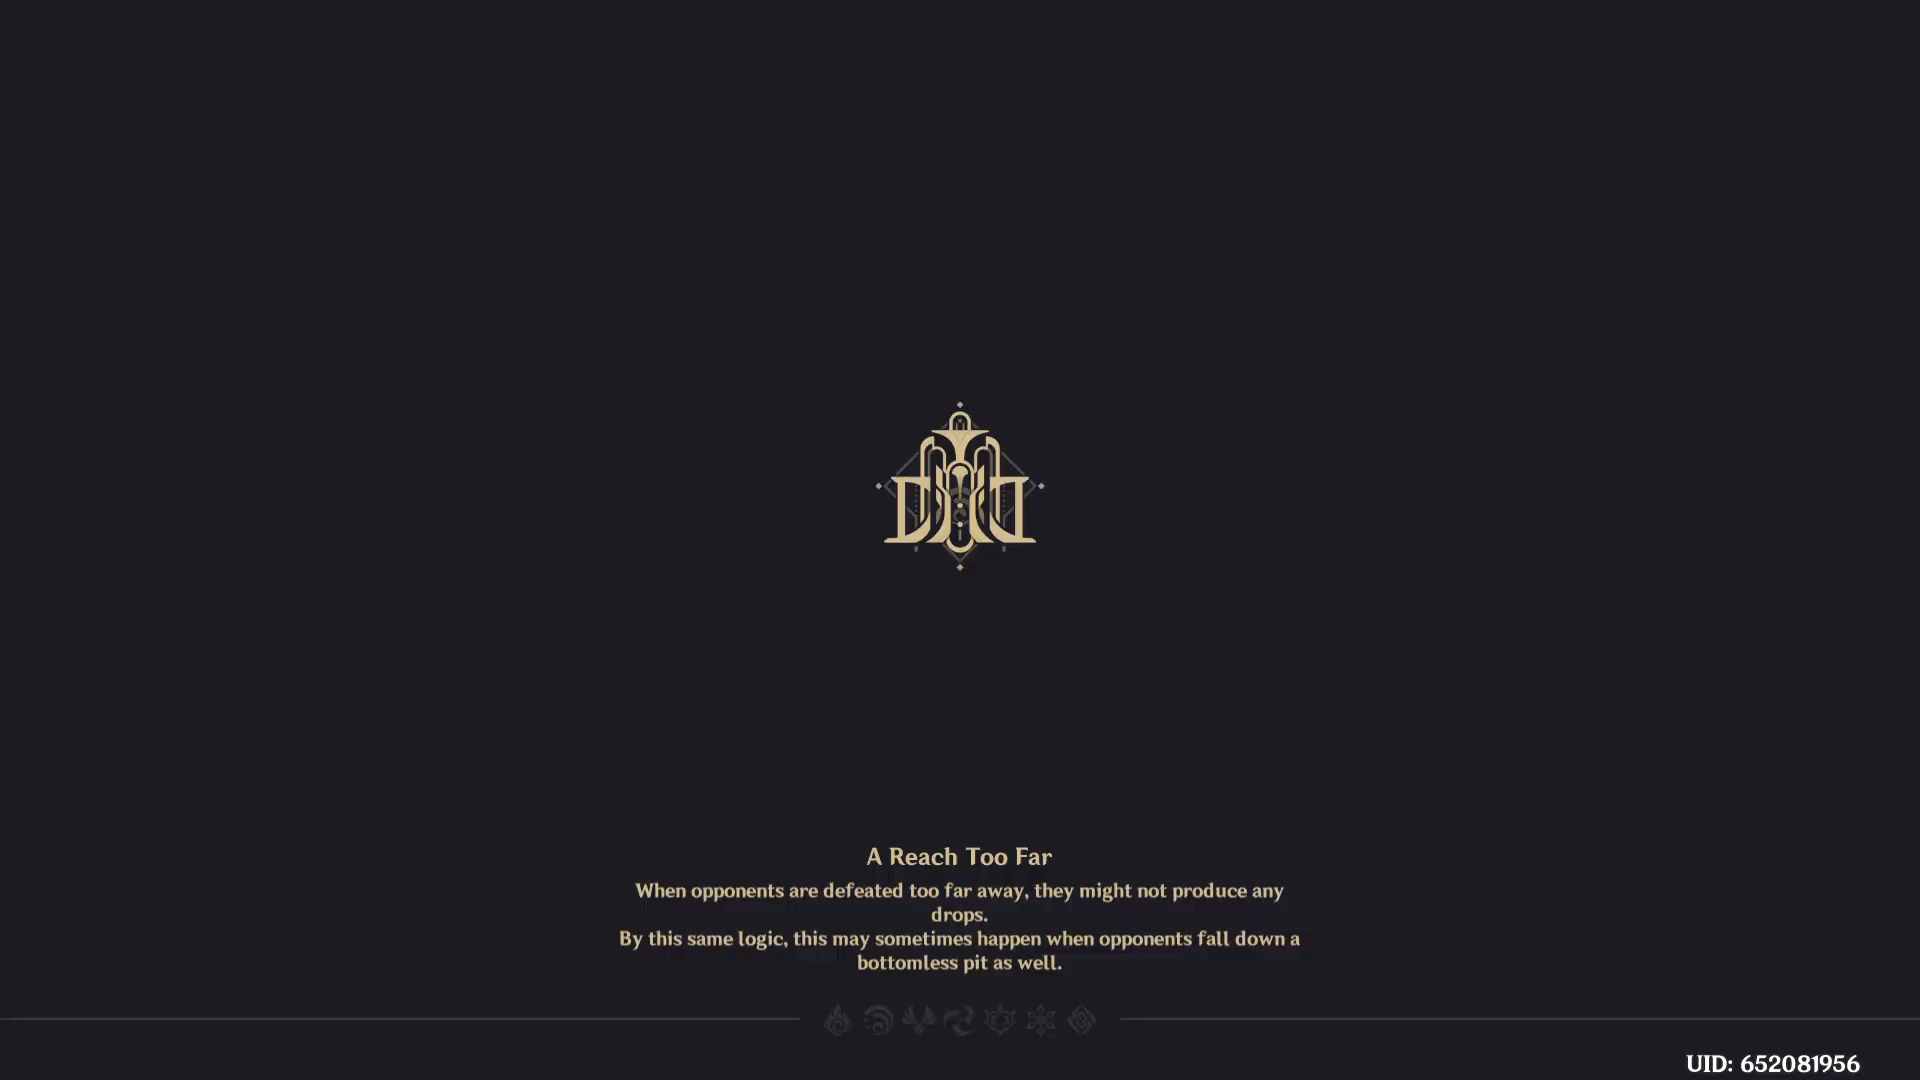 A Reach Too Far
When opponents are defeated too far away, they might not produce any
drops.
By this same logic, this may sometimes happen when opponents fall down a
bottomless pit as well.
UID: 652081956